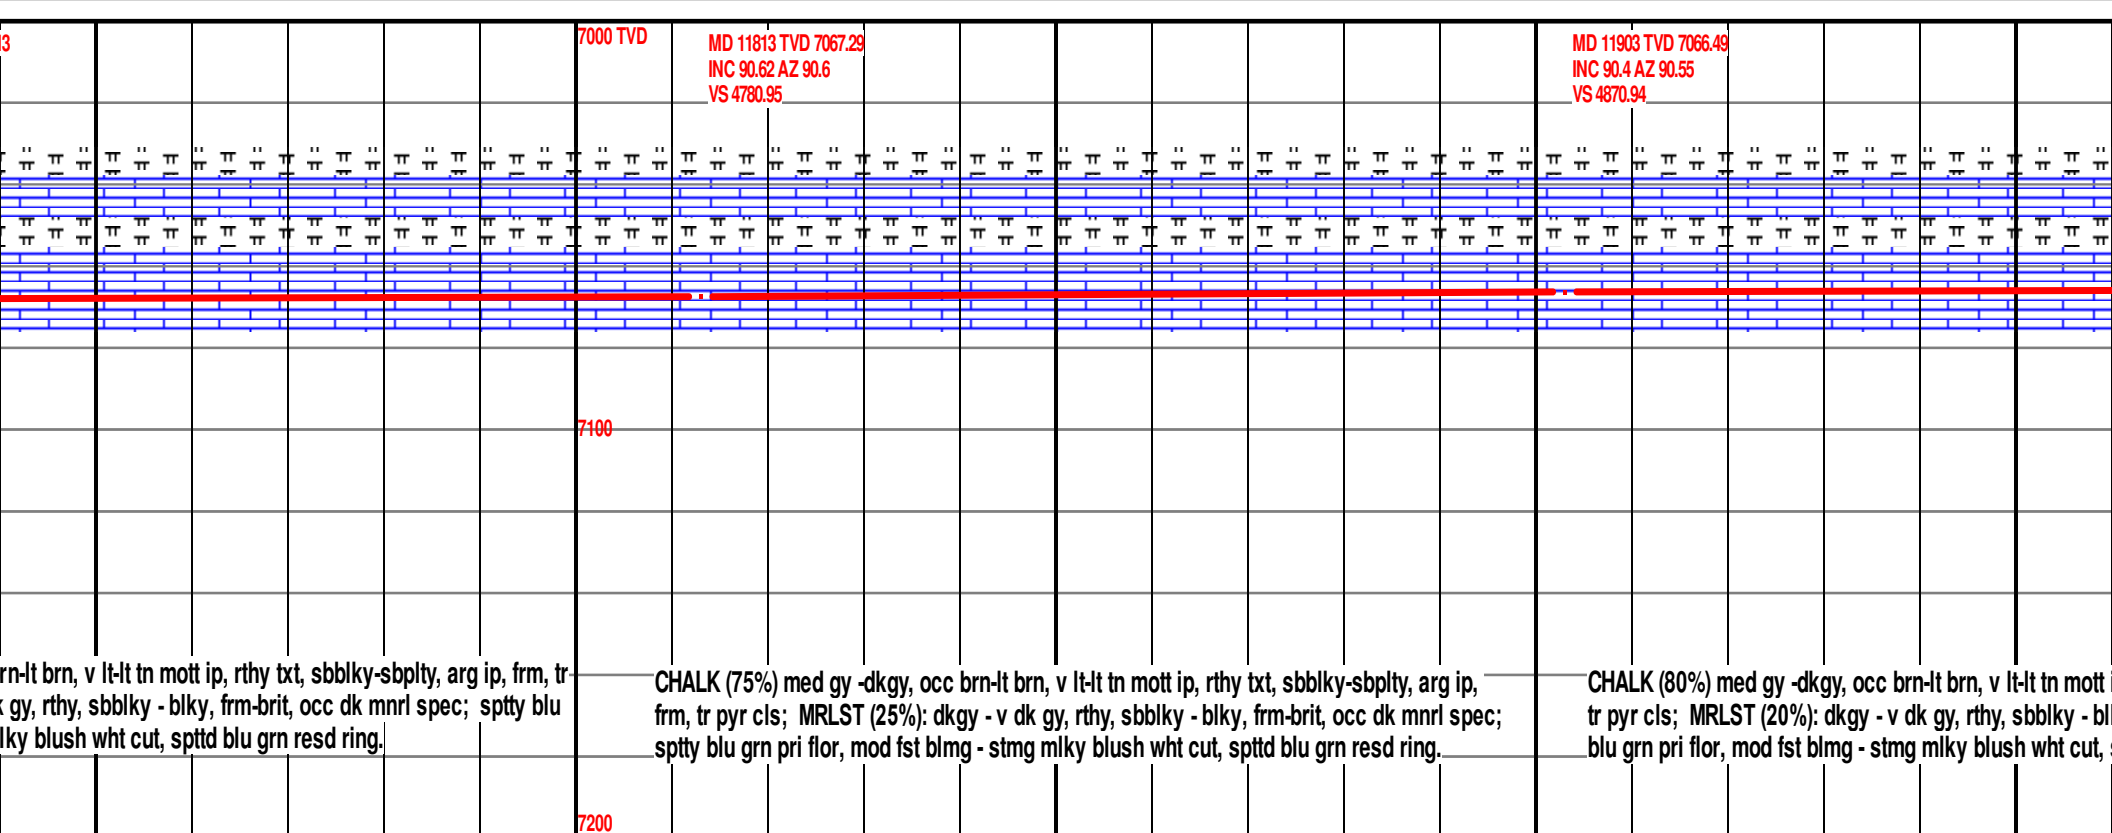 13
7000 TVD
MD 11813 TVD 7067.29
INC 90.62 AZ 90.6
VS 4780.95
MD 11903 TVD 7066.49
INC 90.4 AZ 90.55
VS 4870.94
7100
rn-lt brn, v lt-lt tn mott ip, rthy txt, sbblky-sbplty, arg ip, frm, tr
k gy, rthy, sbblky - blky, frm-brit, occ dk mnrl spec;  sptty blu
lky blush wht cut, spttd blu grn resd ring.
CHALK (75%) med gy -dkgy, occ brn-lt brn, v lt-lt tn mott ip, rthy txt, sbblky-sbplty, arg ip,
frm, tr pyr cls;  MRLST (25%): dkgy - v dk gy, rthy, sbblky - blky, frm-brit, occ dk mnrl spec;
sptty blu grn pri flor, mod fst blmg - stmg mlky blush wht cut, spttd blu grn resd ring.
CHALK (80%) med gy -dkgy, occ brn-lt brn, v lt-lt tn mott i
tr pyr cls;  MRLST (20%): dkgy - v dk gy, rthy, sbblky - bl
blu grn pri flor, mod fst blmg - stmg mlky blush wht cut,
7200